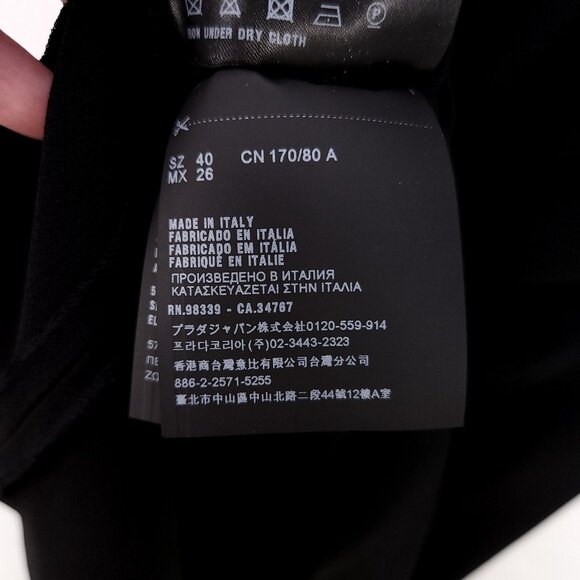 IRON UNDER DRY CLOTH
SZ 40 CN 170/80 A
MX 26
MADE IN ITALY
FABRICADO EN ITALIA
FABRICADO EM ITÁLIA
FABRIQUÉ EN ITALIE
ПРОИЗВЕДЕНО В ИТАЛИЯ
ΚΑΤΑΣΚΕΥΑΖΕΤΑΙ ΣΤΗΝ ΙΤΑΛΙΑ
RN.98339 - CA.34767
プラダジャパン株式会社0120-559-914
프라다코리아(주)02-3443-2323
香港商台灣意比有限公司台灣分公司
886-2-2571-5255
臺北市中山區中山北路二段44號12樓A室